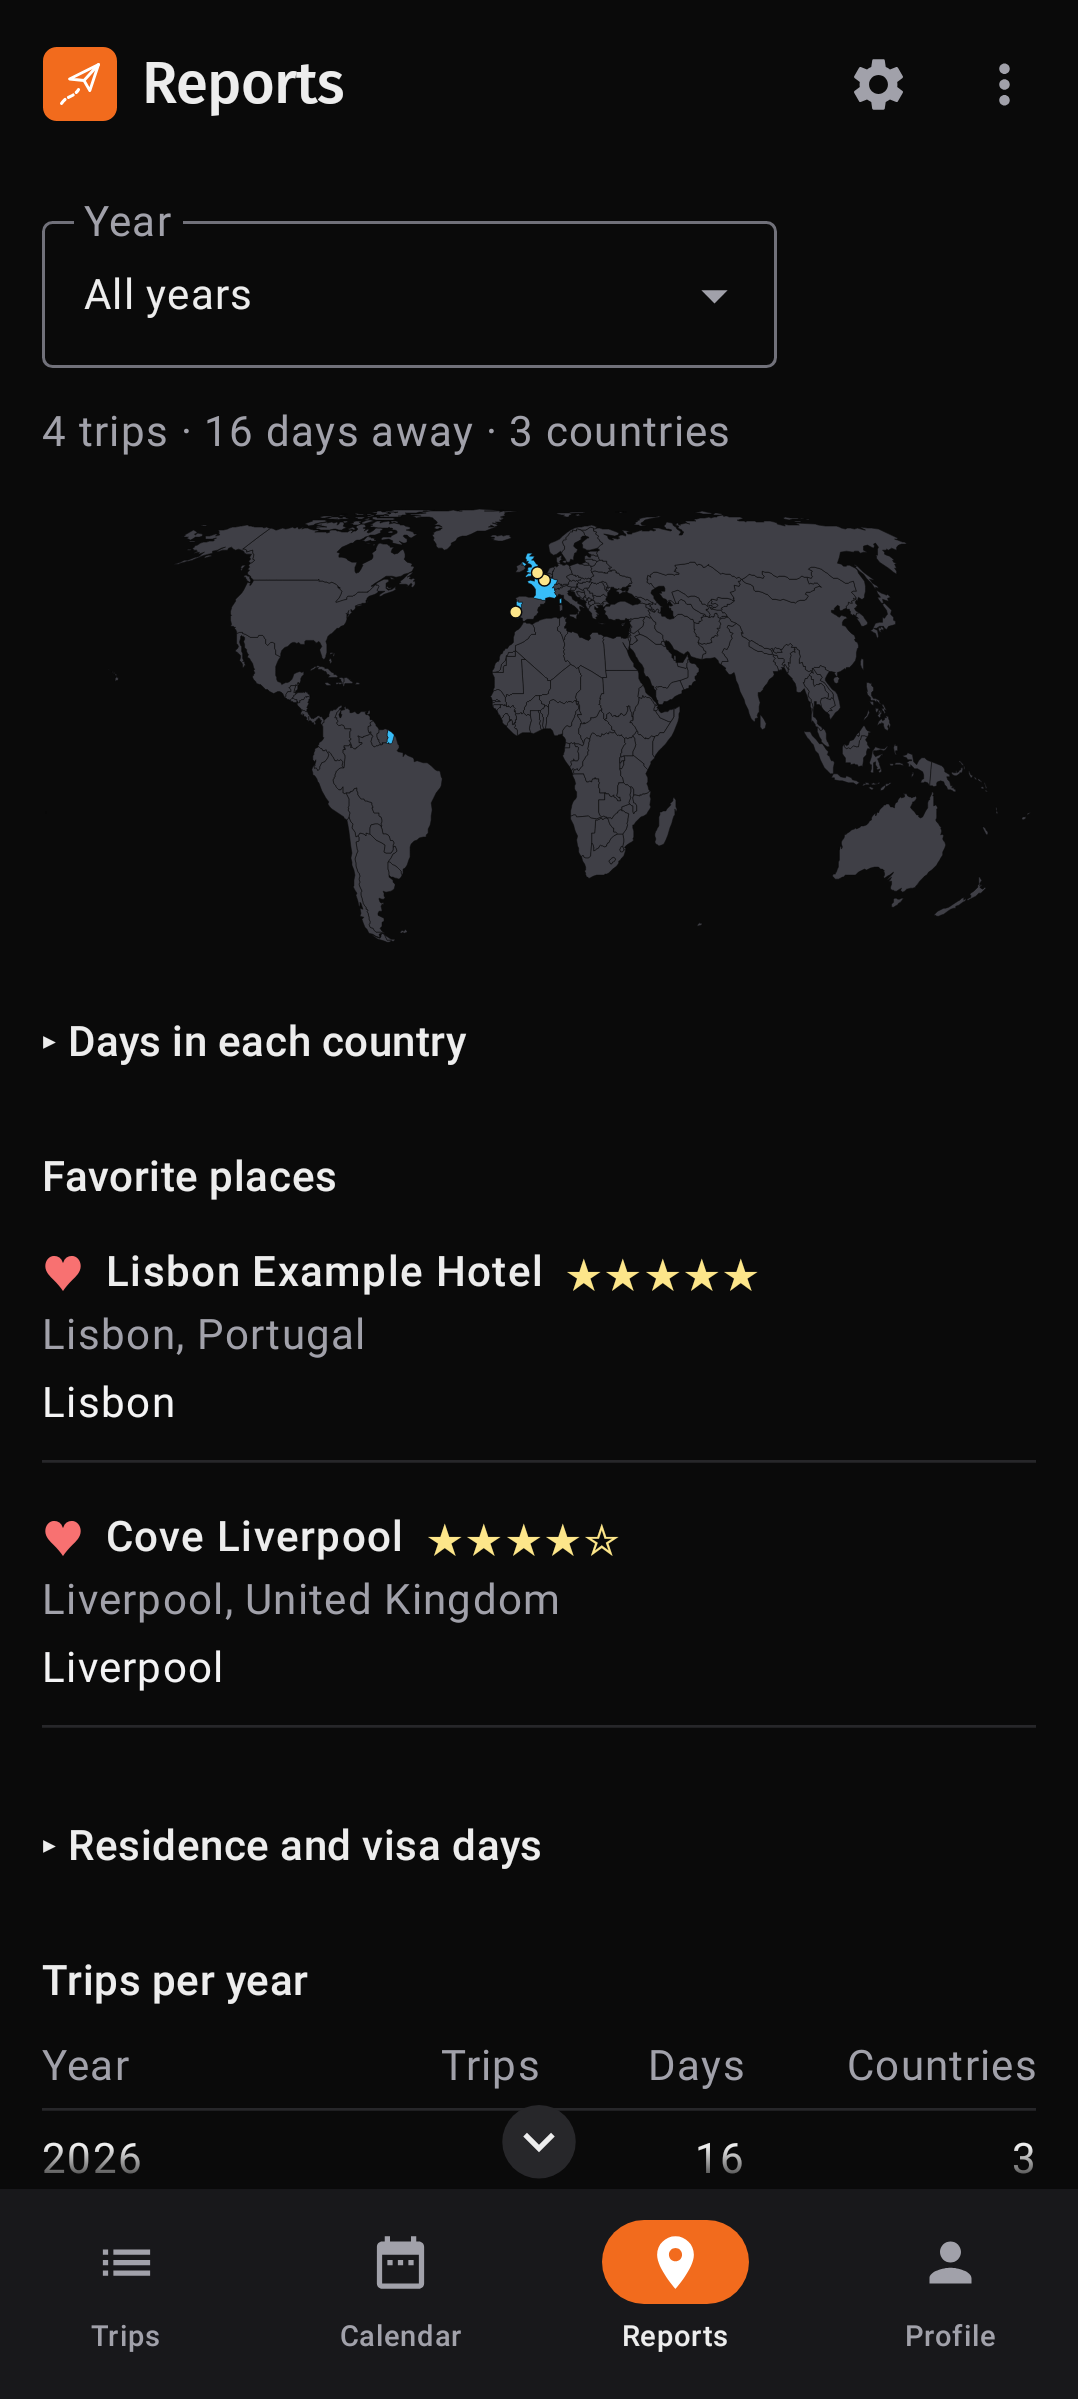 Reports
Year
All years
4 trips · 16 days away · 3 countries
▸ Days in each country
Favorite places
♥ Lisbon Example Hotel ★★★★★
Lisbon, Portugal
Lisbon
♥ Cove Liverpool ★★★★☆
Liverpool, United Kingdom
Liverpool
▸ Residence and visa days
Trips per year
Year Trips Days Countries
2026 16 3
Trips Calendar Reports Profile